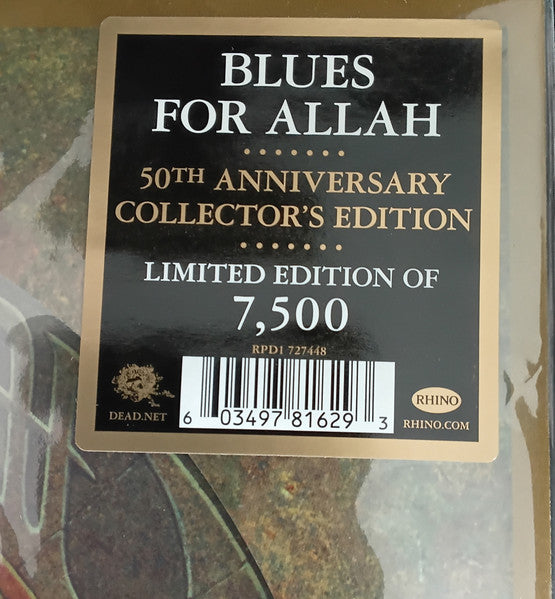 BLUES
FOR ALLAH
50TH ANNIVERSARY
COLLECTOR'S EDITION
LIMITED EDITION OF
7,500
RPD1 727448
DEAD.NET
6 03497 81629 3
RHINO
RHINO.COM